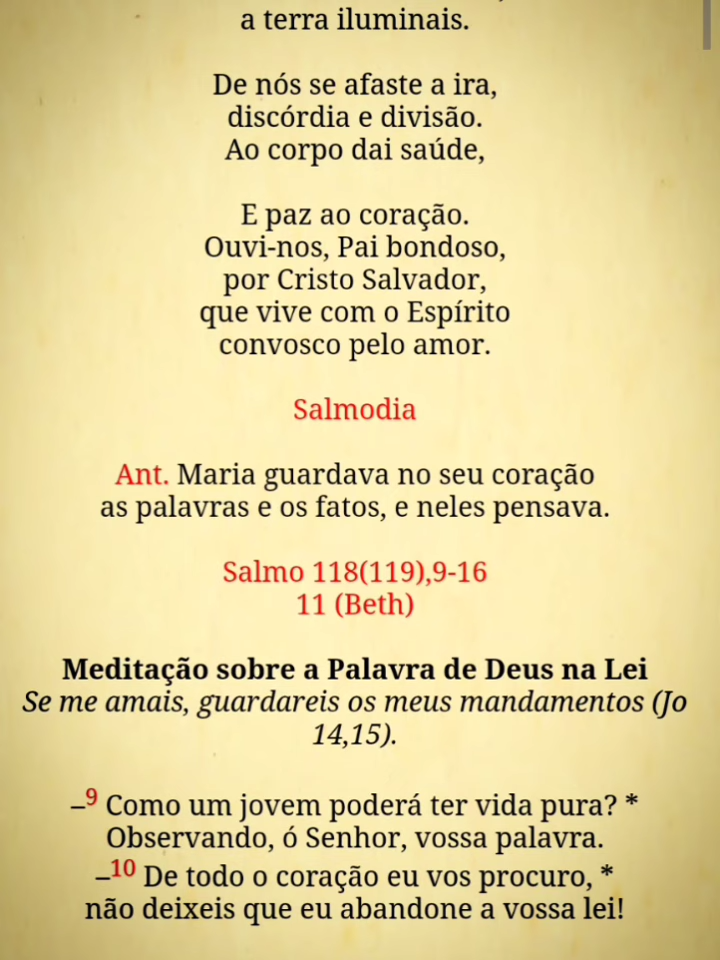 a terra iluminais.
De nós se afaste a ira,
discórdia e divisão.
Ao corpo dai saúde,
E paz ao coração.
Ouvi-nos, Pai bondoso,
por Cristo Salvador,
que vive com o Espírito
convosco pelo amor.
Salmodia
Ant. Maria guardava no seu coração
as palavras e os fatos, e neles pensava.
Salmo 118(119),9-16
11 (Beth)
Meditação sobre a Palavra de Deus na Lei
Se me amais, guardareis os meus mandamentos (Jo
14,15).
–9 Como um jovem poderá ter vida pura? *
Observando, ó Senhor, vossa palavra.
–10 De todo o coração eu vos procuro, *
não deixeis que eu abandone a vossa lei!